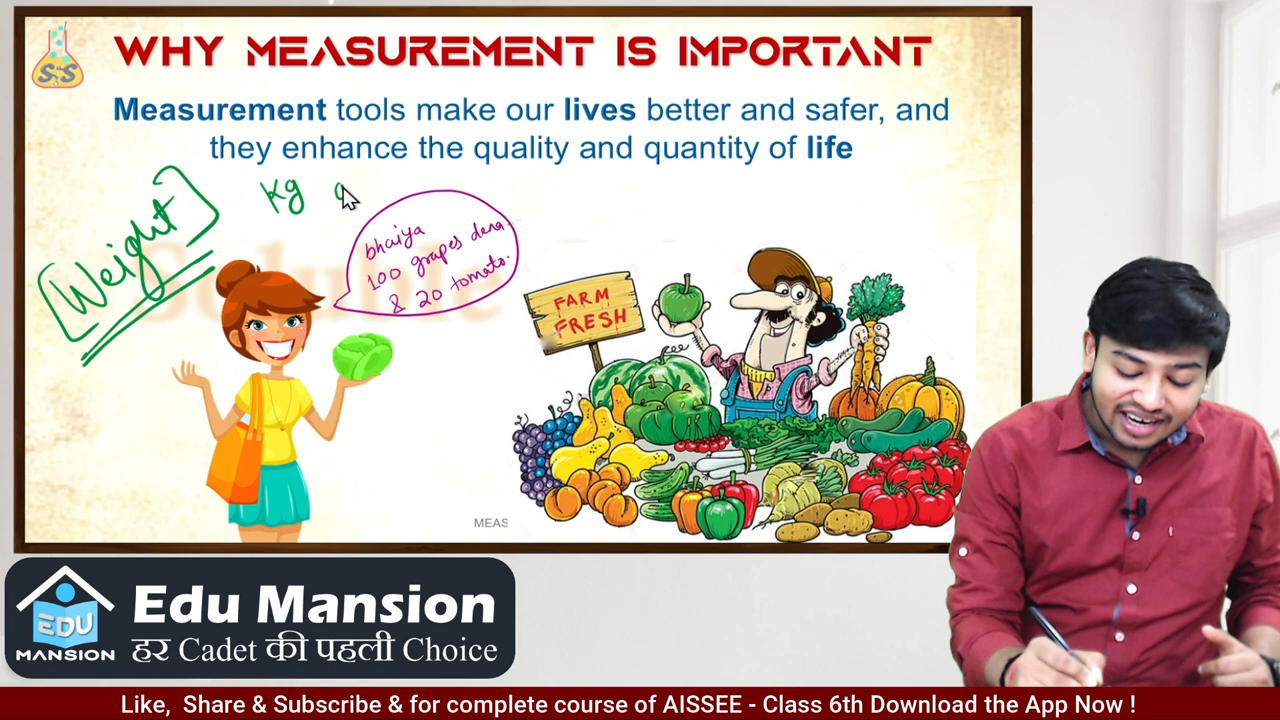 WHY MEASUREMENT IS IMPORTANT
SS
Measurement tools make our lives better and safer, and
they enhance the quality and quantity of life
Weight
Kg
bhaiya
100 grapes dena
& 20 tomato.
FARM
FRESH
MEAS
EDU
MANSION
Edu Mansion
हर Cadet की पहली Choice
Like, Share & Subscribe & for complete course of AISSEE - Class 6th Download the App Now !